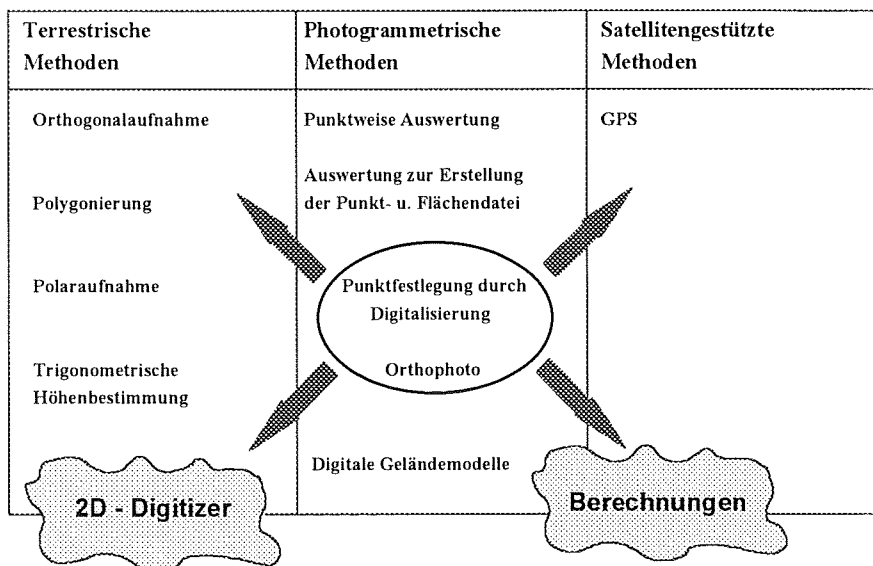 Terrestrische
Methoden
Photogrammetrische
Methoden
Satellitengestützte
Methoden
Orthogonalaufnahme
Polygonierung
Polaraufnahme
Trigonometrische
Höhenbestimmung
Punktweise Auswertung
Auswertung zur Erstellung
der Punkt- u. Flächendatei
Punktfestlegung durch
Digitalisierung
Orthophoto
Digitale Geländemodelle
GPS
2D - Digitizer
Berechnungen